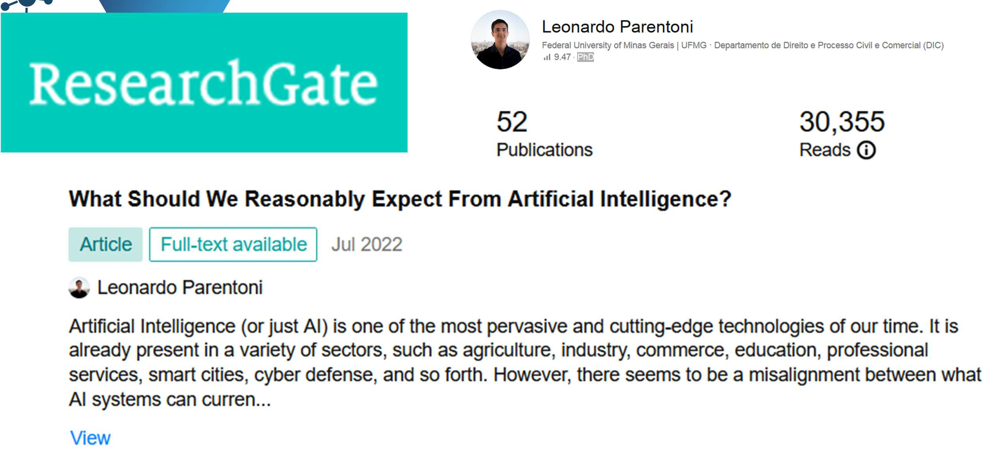 ResearchGate
Leonardo Parentoni
Federal University of Minas Gerais | UFMG · Departamento de Direito e Processo Civil e Comercial (DIC)
9.47 · PhD
52
Publications
30,355
Reads
What Should We Reasonably Expect From Artificial Intelligence?
Article
Full-text available
Jul 2022
Leonardo Parentoni
Artificial Intelligence (or just AI) is one of the most pervasive and cutting-edge technologies of our time. It is
already present in a variety of sectors, such as agriculture, industry, commerce, education, professional
services, smart cities, cyber defense, and so forth. However, there seems to be a misalignment between what
AI systems can curren...
View